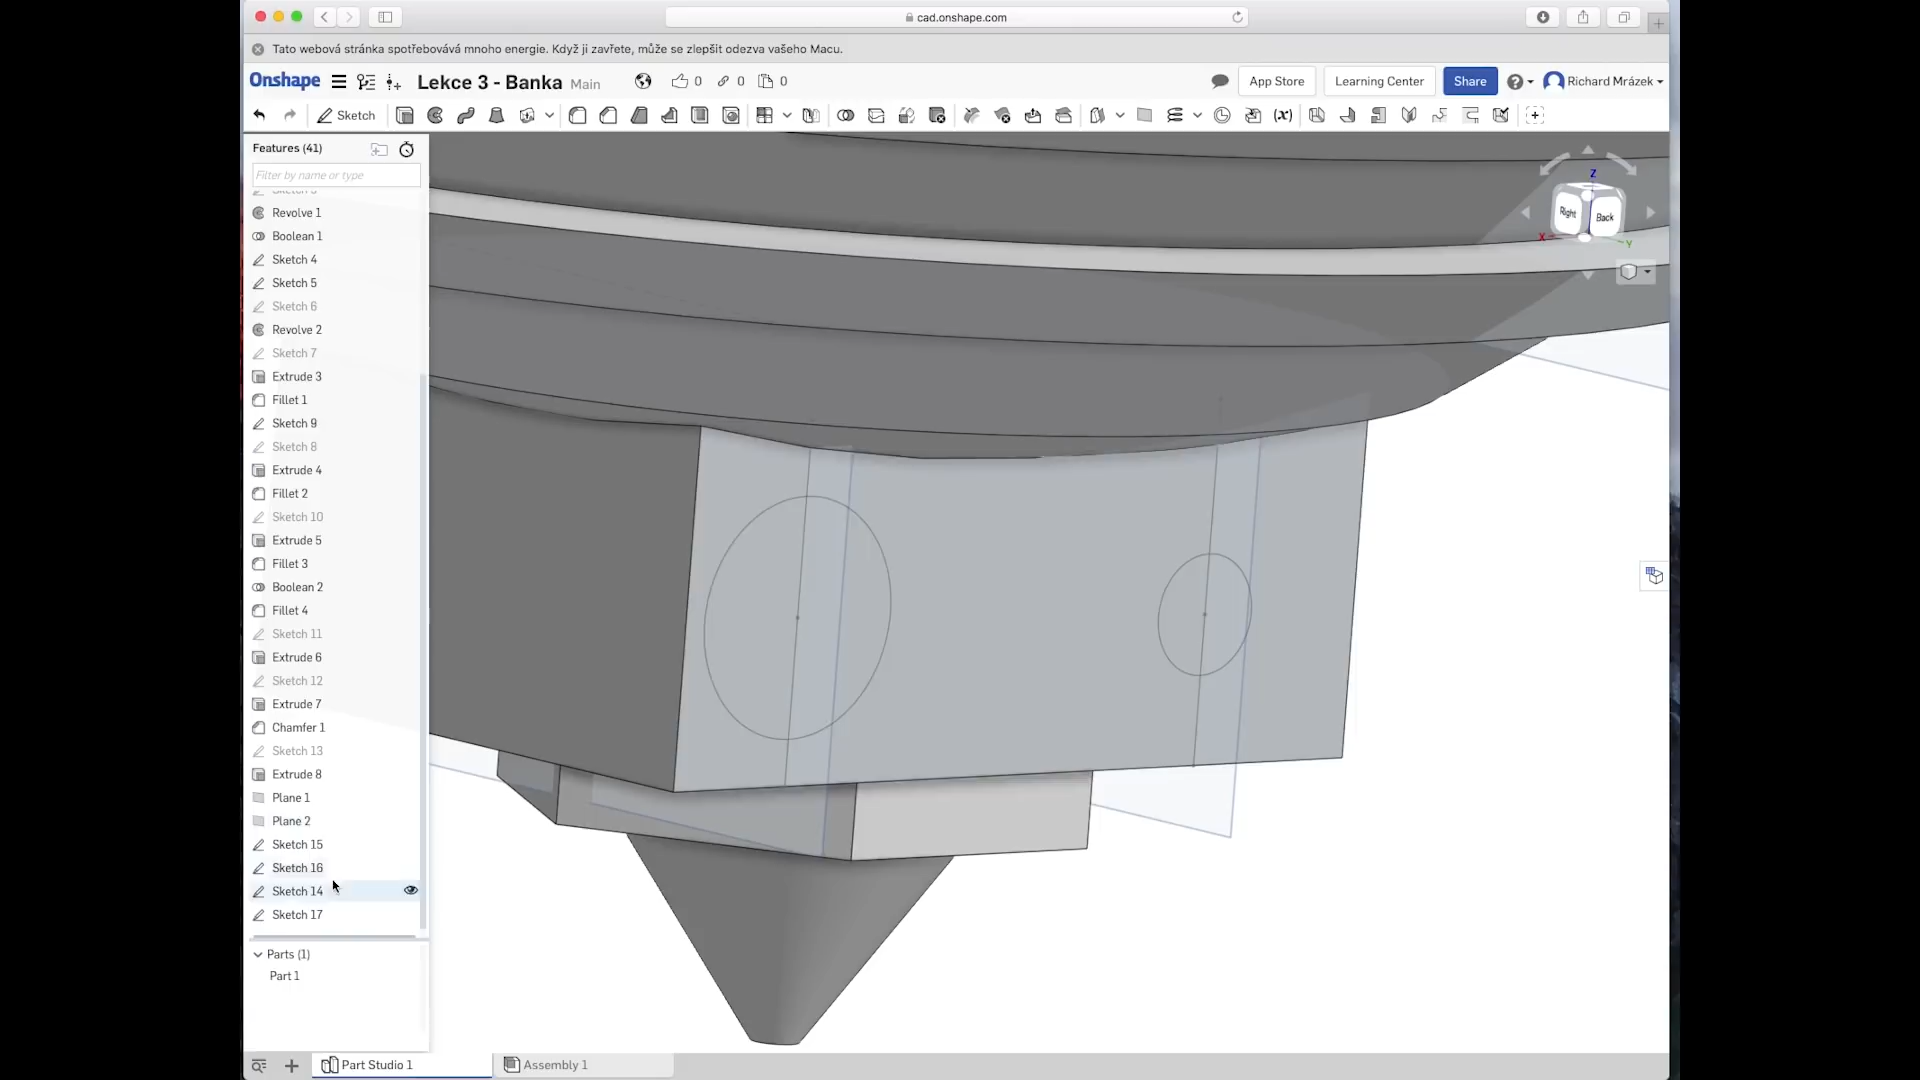 cad.onshape.com
Tato webová stránka spotřebovává mnoho energie. Když ji zavřete, může se zlepšit odezva vašeho Macu.
Onshape
Lekce 3 - Banka Main
0 0 0
App Store
Learning Center
Share
Richard Mrázek
Sketch
(x)
Features (41)
Filter by name or type
Revolve 1
Boolean 1
Sketch 4
Sketch 5
Sketch 6
Revolve 2
Sketch 7
Extrude 3
Fillet 1
Sketch 9
Sketch 8
Extrude 4
Fillet 2
Sketch 10
Extrude 5
Fillet 3
Boolean 2
Fillet 4
Sketch 11
Extrude 6
Sketch 12
Extrude 7
Chamfer 1
Sketch 13
Extrude 8
Plane 1
Plane 2
Sketch 15
Sketch 16
Sketch 14
Sketch 17
Parts (1)
Part 1
Z
Right
Back
X
Y
Part Studio 1
Assembly 1